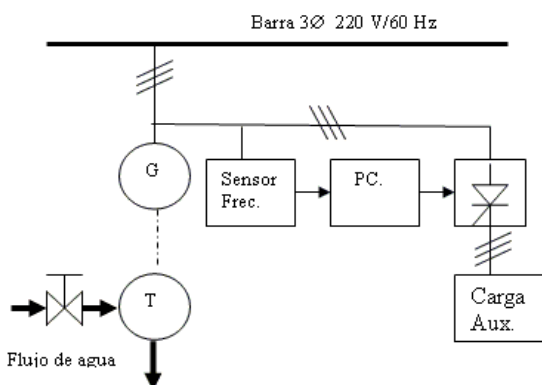 Barra 3Ø 220 V/60 Hz
G
Sensor
Frec.
PC.
T
Carga
Aux.
Flujo de agua